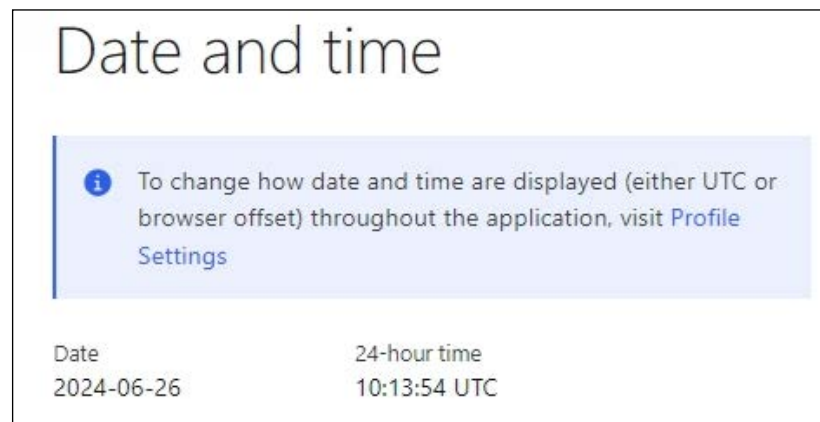 Date and time
To change how date and time are displayed (either UTC or
browser offset) throughout the application, visit Profile
Settings
Date 24-hour time
2024-06-26 10:13:54 UTC